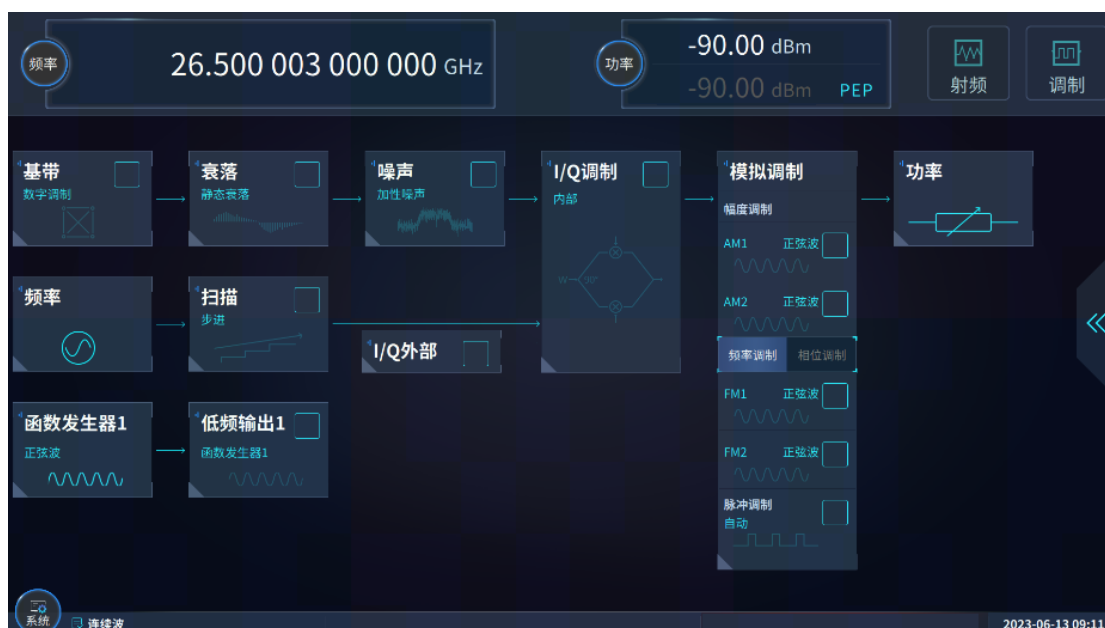 频率
26.500 003 000 000 GHz
功率
-90.00 dBm
-90.00 dBm PEP
射频
调制
基带
数字调制
衰落
静态衰落
噪声
加性噪声
I/Q调制
内部
90°
模拟调制
幅度调制
AM1 正弦波
AM2 正弦波
频率调制 相位调制
FM1 正弦波
FM2 正弦波
脉冲调制
自动
功率
频率
扫描
步进
I/Q外部
函数发生器1
正弦波
低频输出1
函数发生器1
系统
连续波
2023-06-13 09:11